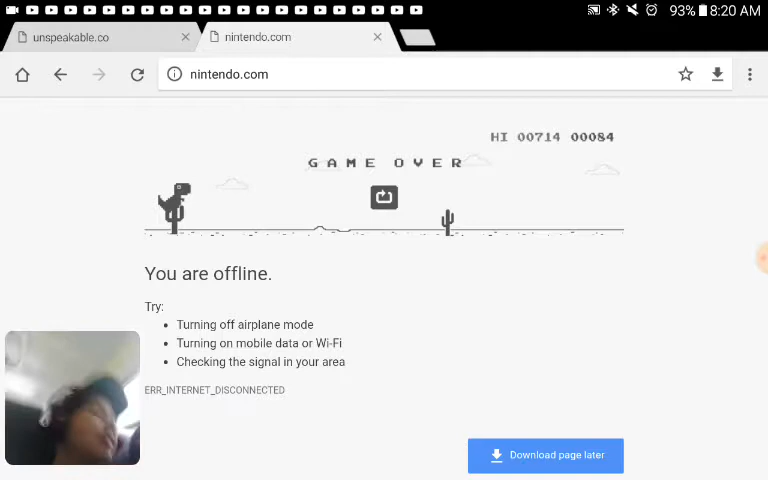 93% 8:20 AM
unspeakable.co
nintendo.com
nintendo.com
HI 00714 00084
GAME OVER
You are offline.
Try:
Turning off airplane mode
Turning on mobile data or Wi-Fi
Checking the signal in your area
ERR_INTERNET_DISCONNECTED
Download page later